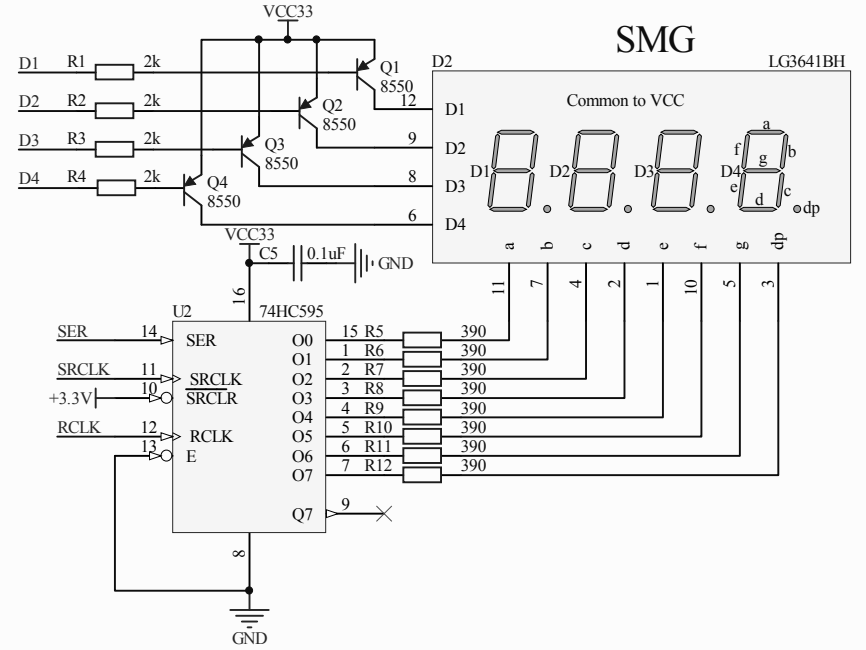 VCC33
SMG
D1 R1 2k
Q1
8550
D2 LG3641BH
D2 R2 2k
Q2
8550
12 D1
Common to VCC
D3 R3 2k
Q3
8550
9 D2
D4 R4 2k
Q4
8550
8 D3
6 D4
D1 D2 D3 D4
a
f b
g
e c
d
dp
a b c d e f g dp
11 7 4 2 1 10 5 3
VCC33
C5 0.1uF
GND
16
U2 74HC595
SER 14 SER
O0 15 R5 390
O1 1 R6 390
SRCLK 11 SRCLK
O2 2 R7 390
+3.3V 10 SRCLR
O3 3 R8 390
O4 4 R9 390
RCLK 12 RCLK
O5 5 R10 390
13 E
O6 6 R11 390
O7 7 R12 390
Q7 9
8
GND